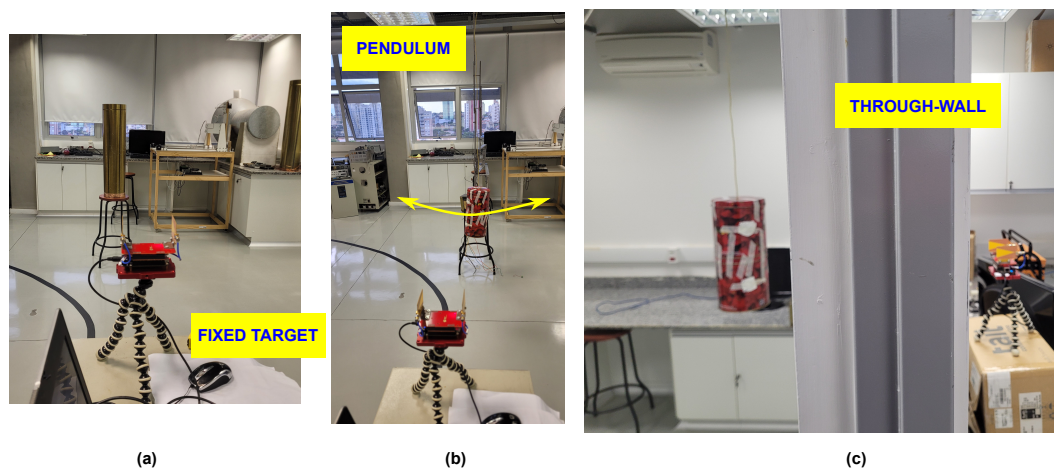 PENDULUM
THROUGH-WALL
FIXED TARGET
(a)
(b)
(c)